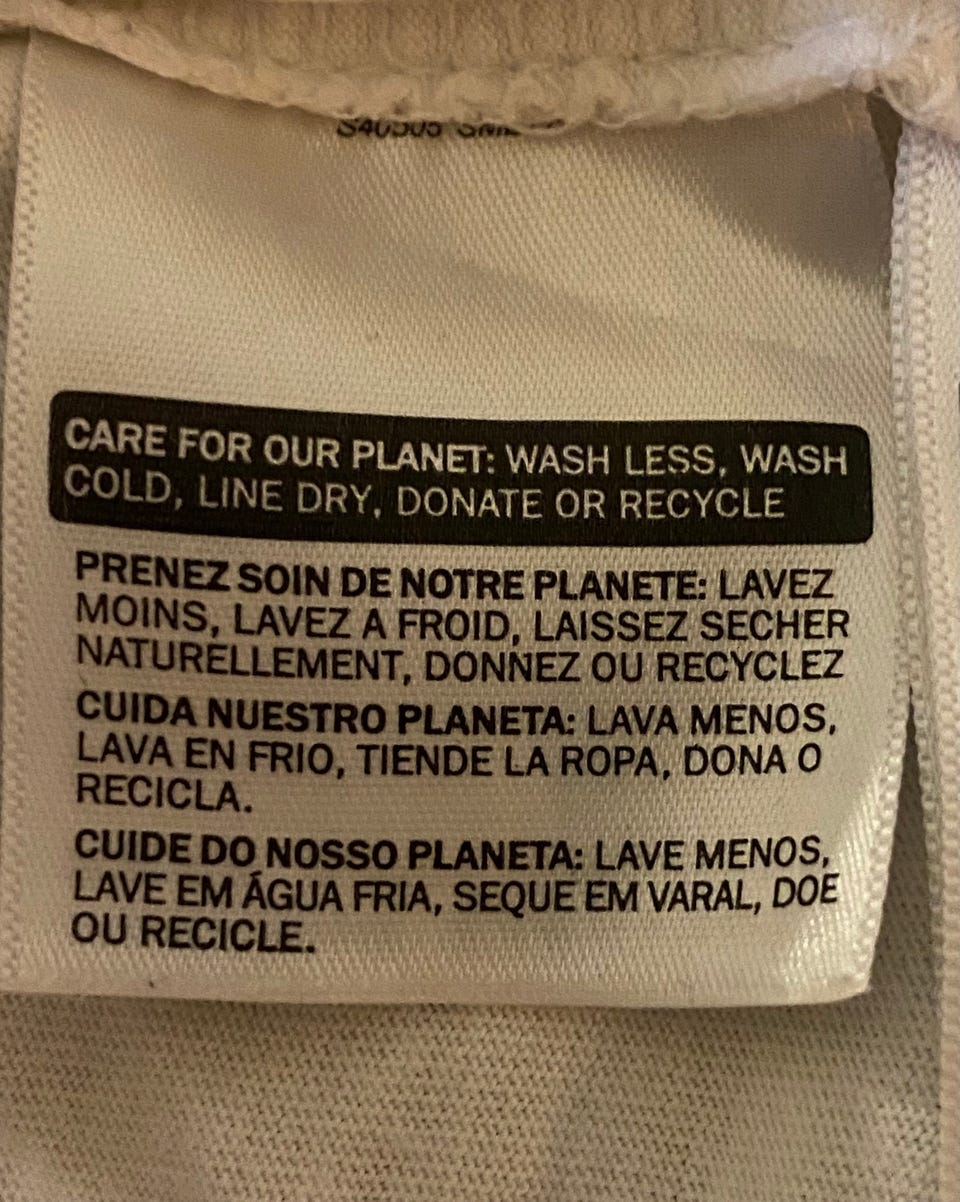 CARE FOR OUR PLANET: WASH LESS, WASH
COLD, LINE DRY, DONATE OR RECYCLE
PRENEZ SOIN DE NOTRE PLANETE: LAVEZ
MOINS, LAVEZ A FROID, LAISSEZ SECHER
NATURELLEMENT, DONNEZ OU RECYCLEZ
CUIDA NUESTRO PLANETA: LAVA MENOS,
LAVA EN FRIO, TIENDE LA ROPA, DONA O
RECICLA.
CUIDE DO NOSSO PLANETA: LAVE MENOS,
LAVE EM ÁGUA FRIA, SEQUE EM VARAL, DOE
OU RECICLE.